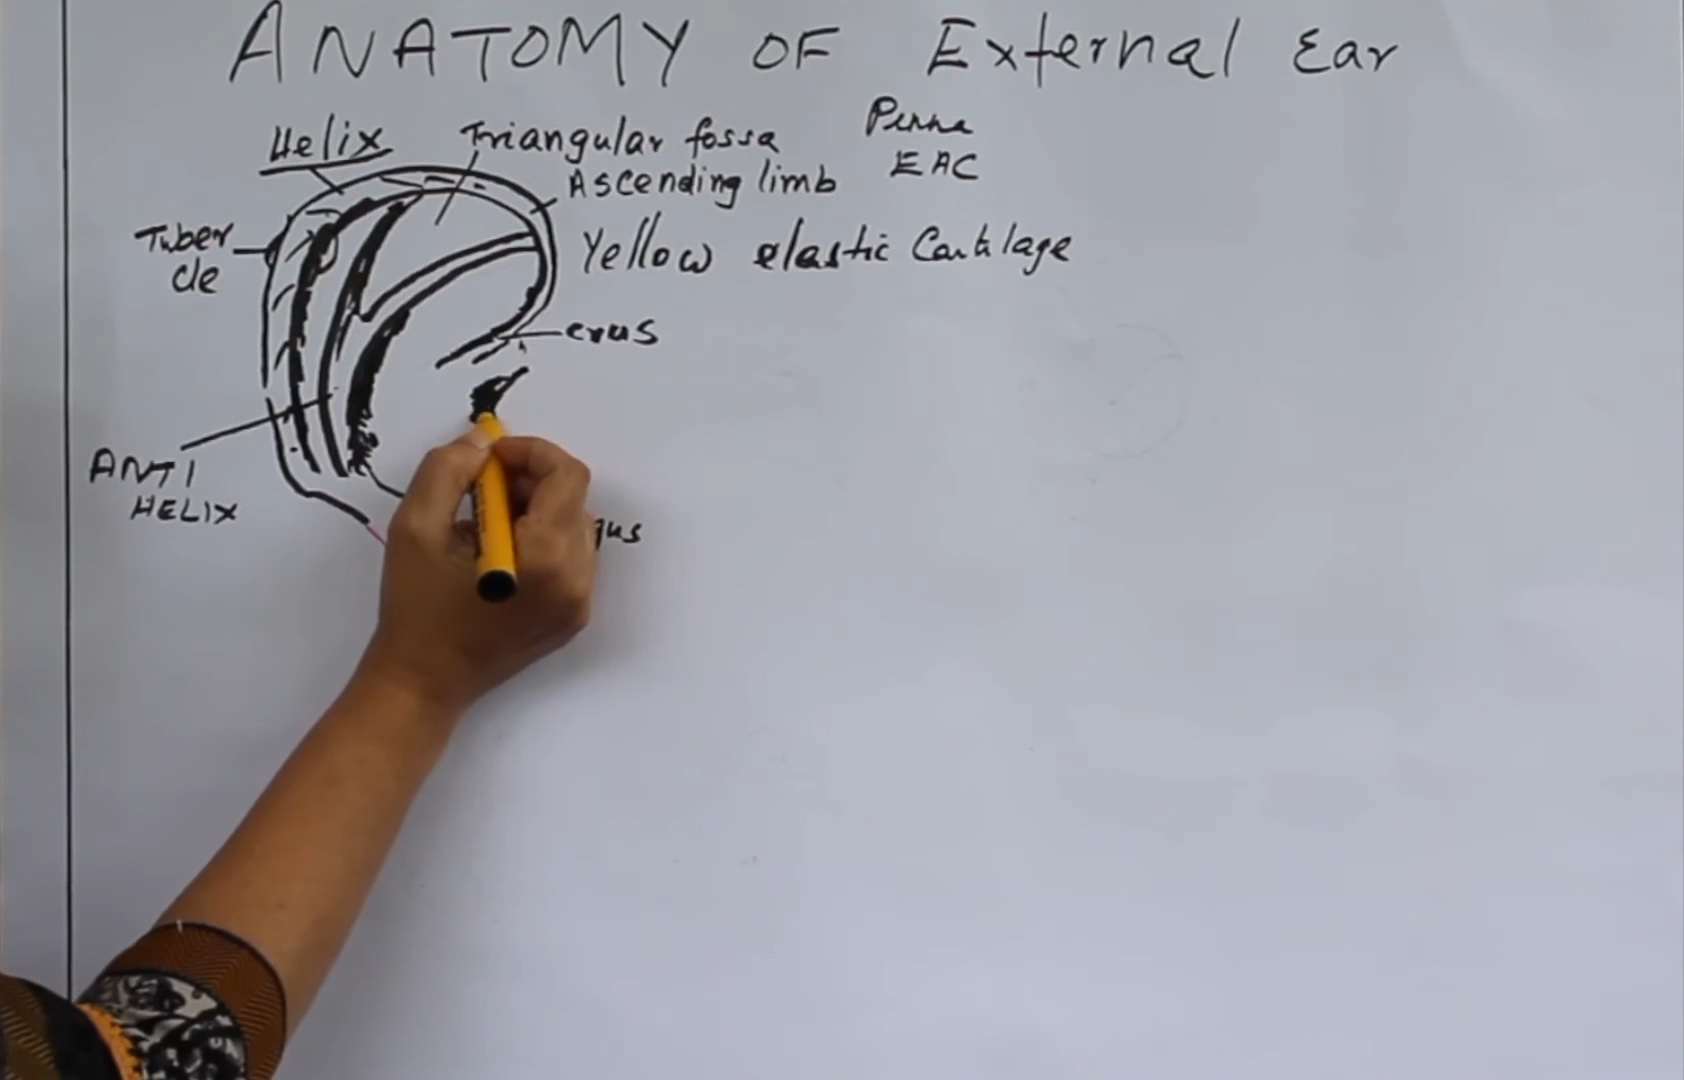 ANATOMY OF External Ear
Helix
Triangular fossa
Pinna
EAC
Ascending limb
Tuber
cle
Yellow elastic Cartilage
crus
ANTI
HELIX
gus